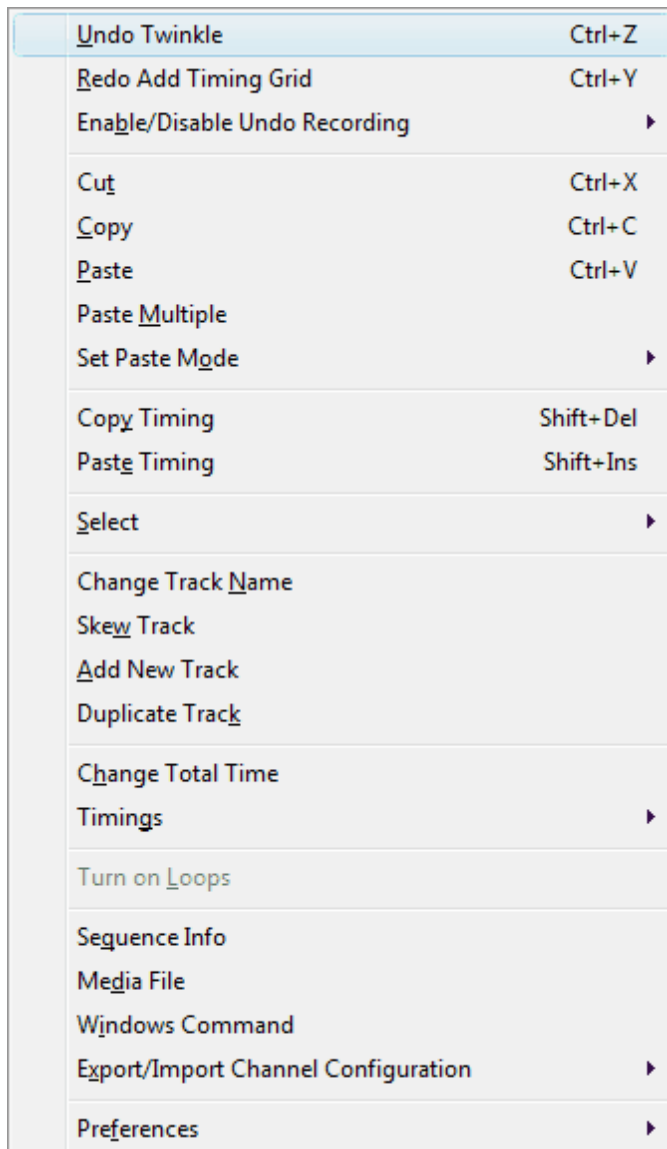 Undo Twinkle Ctrl+Z
Redo Add Timing Grid Ctrl+Y
Enable/Disable Undo Recording
Cut Ctrl+X
Copy Ctrl+C
Paste Ctrl+V
Paste Multiple
Set Paste Mode
Copy Timing Shift+Del
Paste Timing Shift+Ins
Select
Change Track Name
Skew Track
Add New Track
Duplicate Track
Change Total Time
Timings
Turn on Loops
Sequence Info
Media File
Windows Command
Export/Import Channel Configuration
Preferences